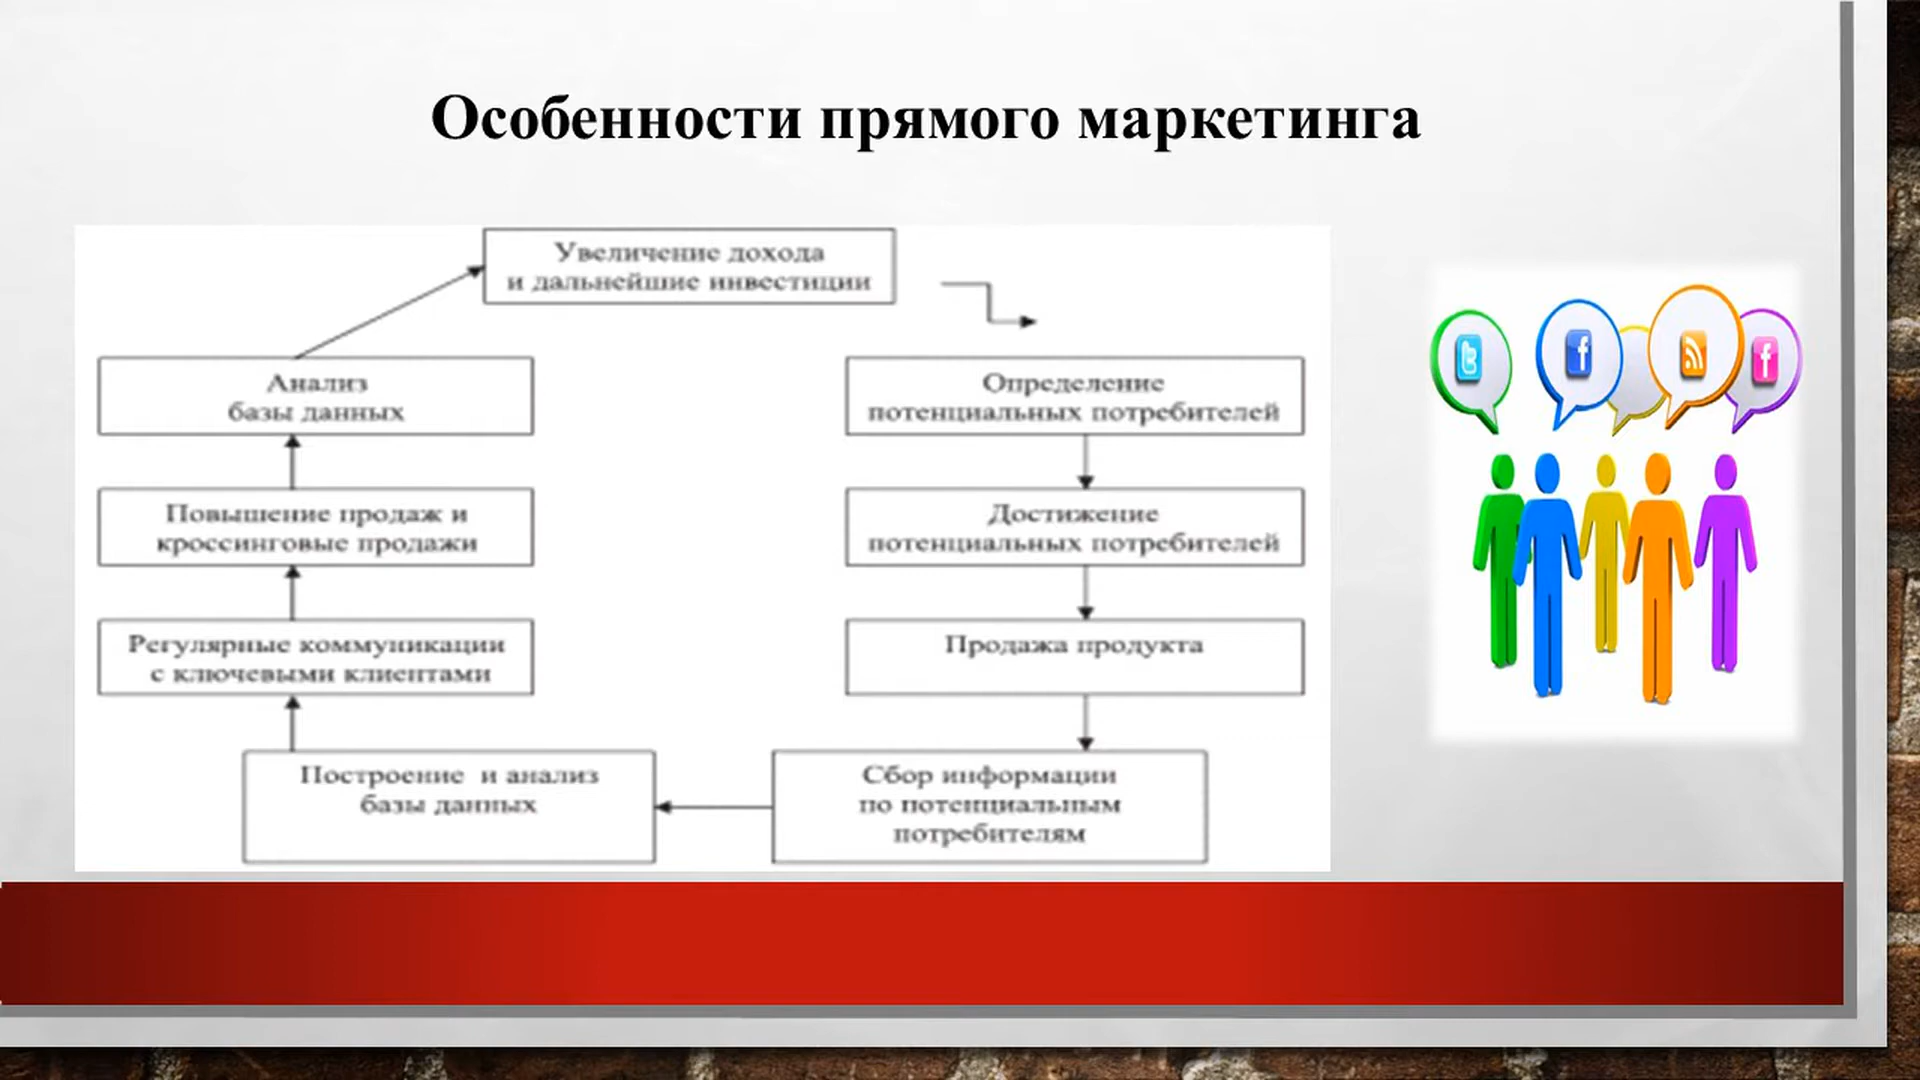 Особенности прямого маркетинга
Увеличение дохода
и дальнейшие инвестиции
Анализ
базы данных
Определение
потенциальных потребителей
Повышение продаж и
кроссинговые продажи
Достижение
потенциальных потребителей
Регулярные коммуникации
с ключевыми клиентами
Продажа продукта
Построение и анализ
базы данных
Сбор информации
по потенциальным
потребителям